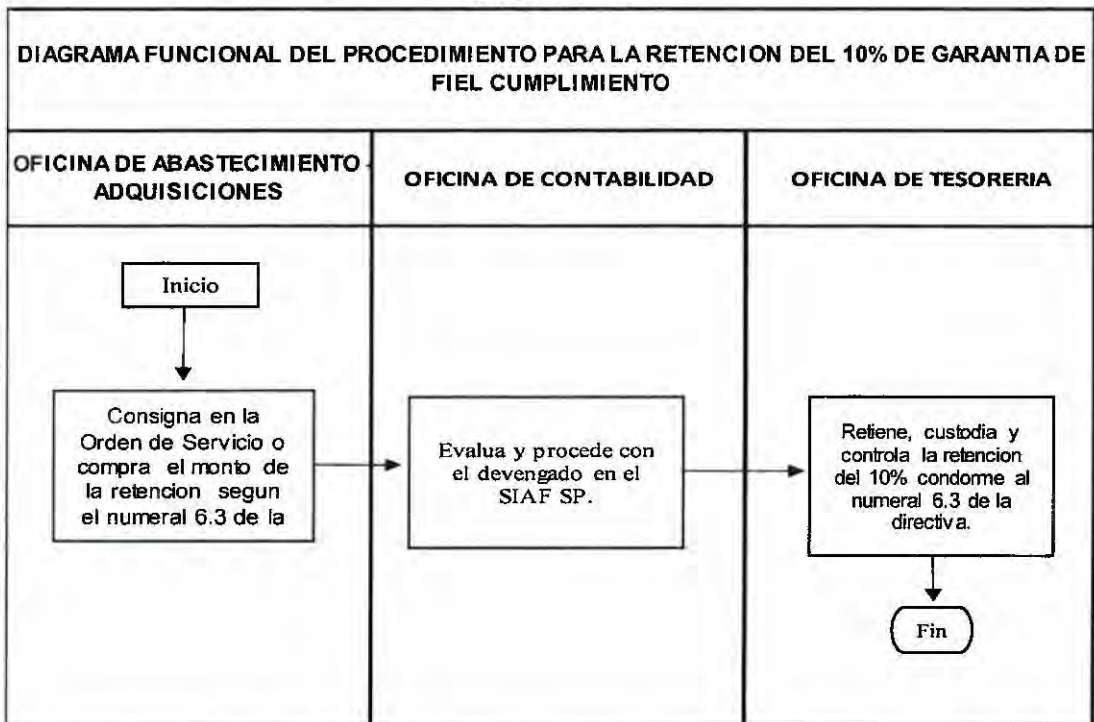 DIAGRAMA FUNCIONAL DEL PROCEDIMIENTO PARA LA RETENCION DEL 10% DE GARANTIA DE
FIEL CUMPLIMIENTO
OFICINA DE ABASTECIMIENTO -
ADQUISICIONES
OFICINA DE CONTABILIDAD
OFICINA DE TESORERIA
Inicio
Consigna en la
Orden de Servicio o
compra el monto de
la retencion segun
el numeral 6.3 de la
Evalua y procede con
el devengado en el
SIAF SP.
Retiene, custodia y
controla la retencion
del 10% condorme al
numeral 6.3 de la
directiva.
Fin